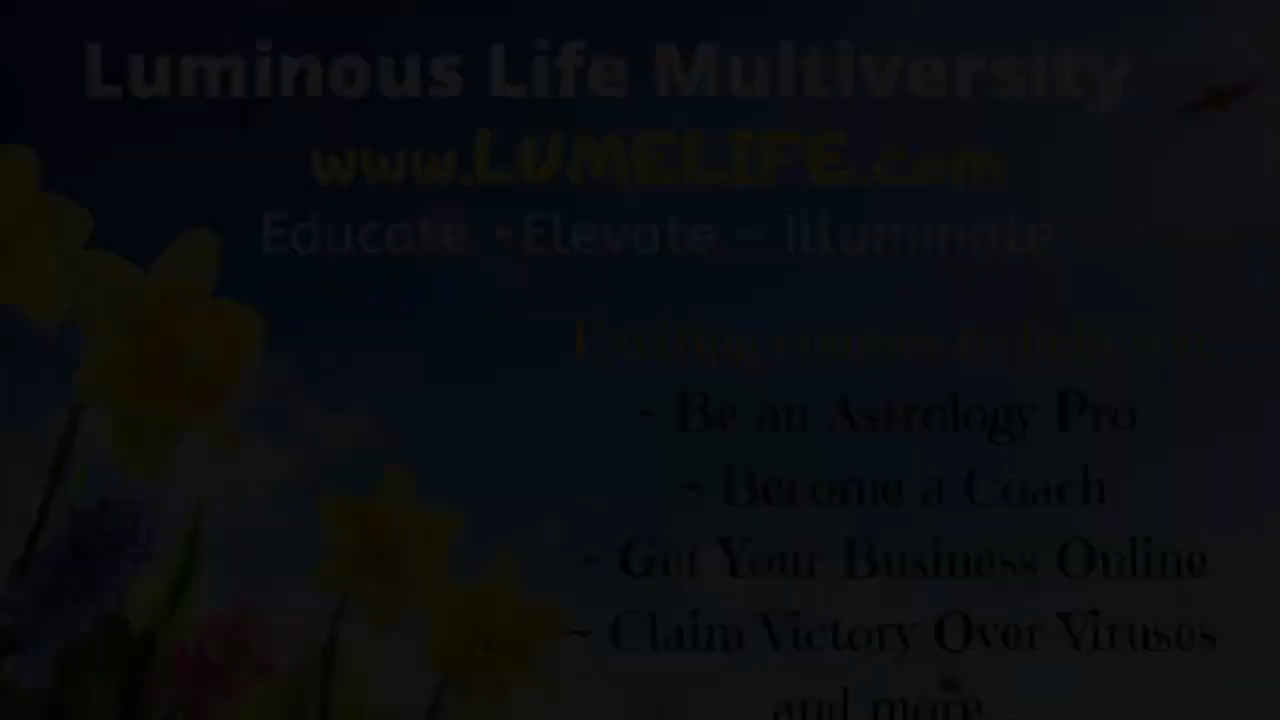 Luminous Life Multiversity
www.LUMELIFE.com
Educate - Elevate - Illuminate
- Be an Astrology Pro
- Become a Coach
- Get Your Business Online
- Claim Victory Over Viruses
and more